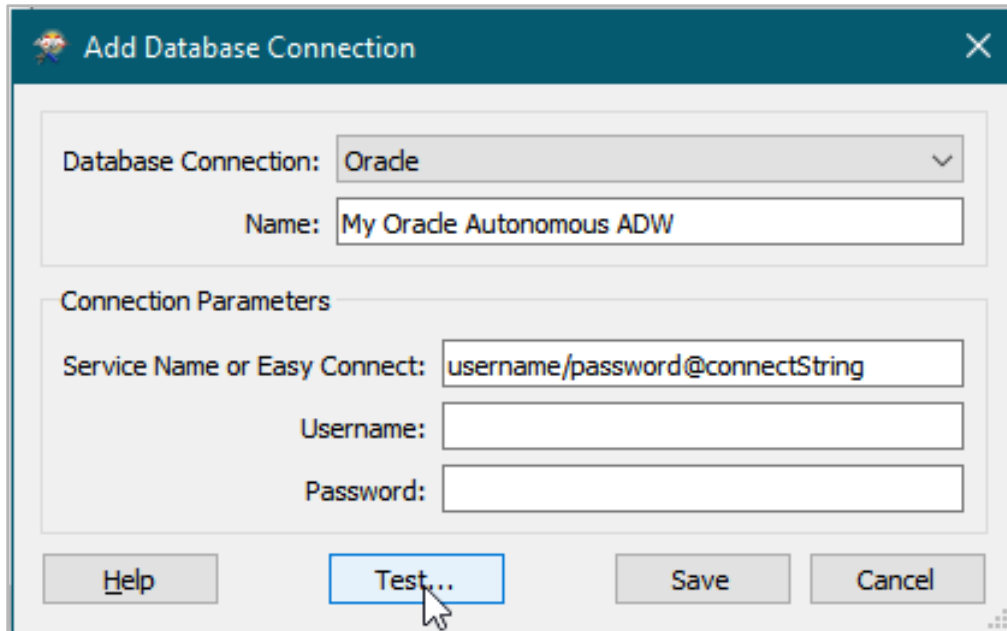 Add Database Connection
Database Connection: Oracle
Name: My Oracle Autonomous ADW
Connection Parameters
Service Name or Easy Connect: username/password@connectString
Username:
Password:
Help Test... Save Cancel